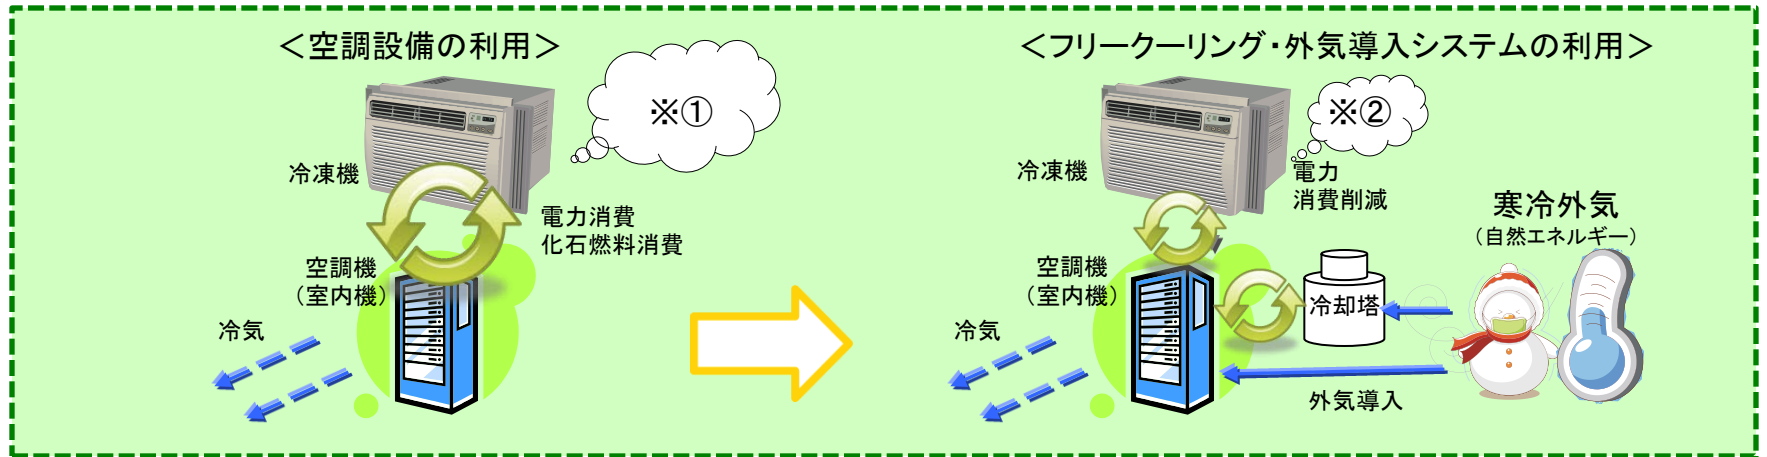 ＜空調設備の利用＞
※①
冷凍機
電力消費
化石燃料消費
空調機
（室内機）
冷気
＜フリークーリング・外気導入システムの利用＞
※②
冷凍機
電力
消費削減
寒冷外気
（自然エネルギー）
空調機
（室内機）
冷却塔
冷気
外気導入